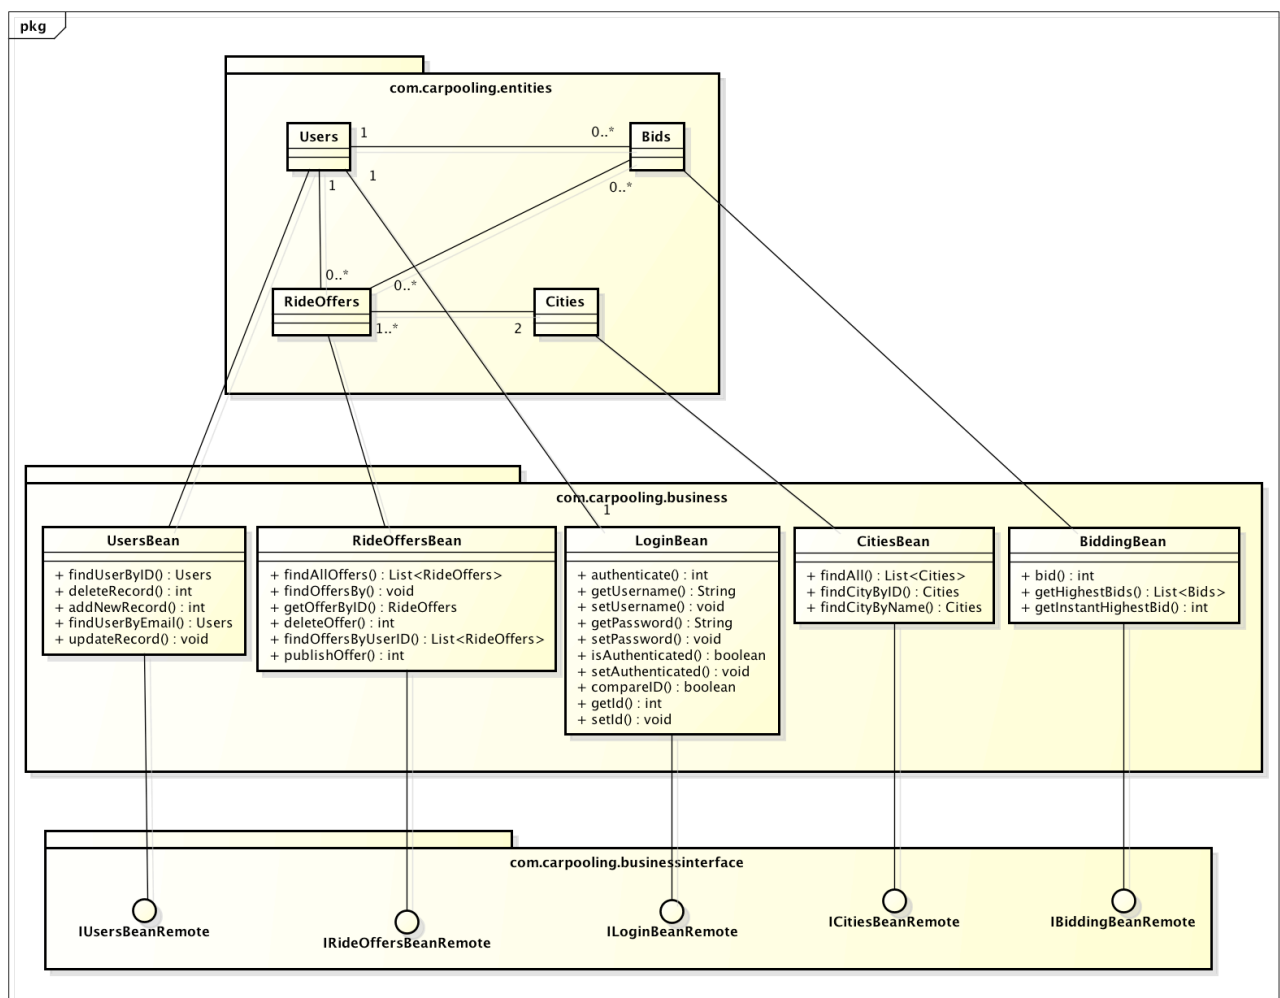 pkg
com.carpooling.entities
Users
1
0..*
Bids
1
1
0..*
0..*
0..*
RideOffers
1..*
2
Cities
com.carpooling.business
1
UsersBean
+ findUserByID() : Users
+ deleteRecord() : int
+ addNewRecord() : int
+ findUserByEmail() : Users
+ updateRecord() : void
RideOffersBean
+ findAllOffers() : List<RideOffers>
+ findOffersBy() : void
+ getOfferByID() : RideOffers
+ deleteOffer() : int
+ findOffersByUserID() : List<RideOffers>
+ publishOffer() : int
LoginBean
+ authenticate() : int
+ getUsername() : String
+ setUsername() : void
+ getPassword() : String
+ setPassword() : void
+ isAuthenticated() : boolean
+ setAuthenticated() : void
+ compareID() : boolean
+ getId() : int
+ setId() : void
CitiesBean
+ findAll() : List<Cities>
+ findCityByID() : Cities
+ findCityByName() : Cities
BiddingBean
+ bid() : int
+ getHighestBids() : List<Bids>
+ getInstantHighestBid() : int
com.carpooling.businessinterface
IUsersBeanRemote
IRideOffersBeanRemote
ILoginBeanRemote
ICitiesBeanRemote
IBiddingBeanRemote